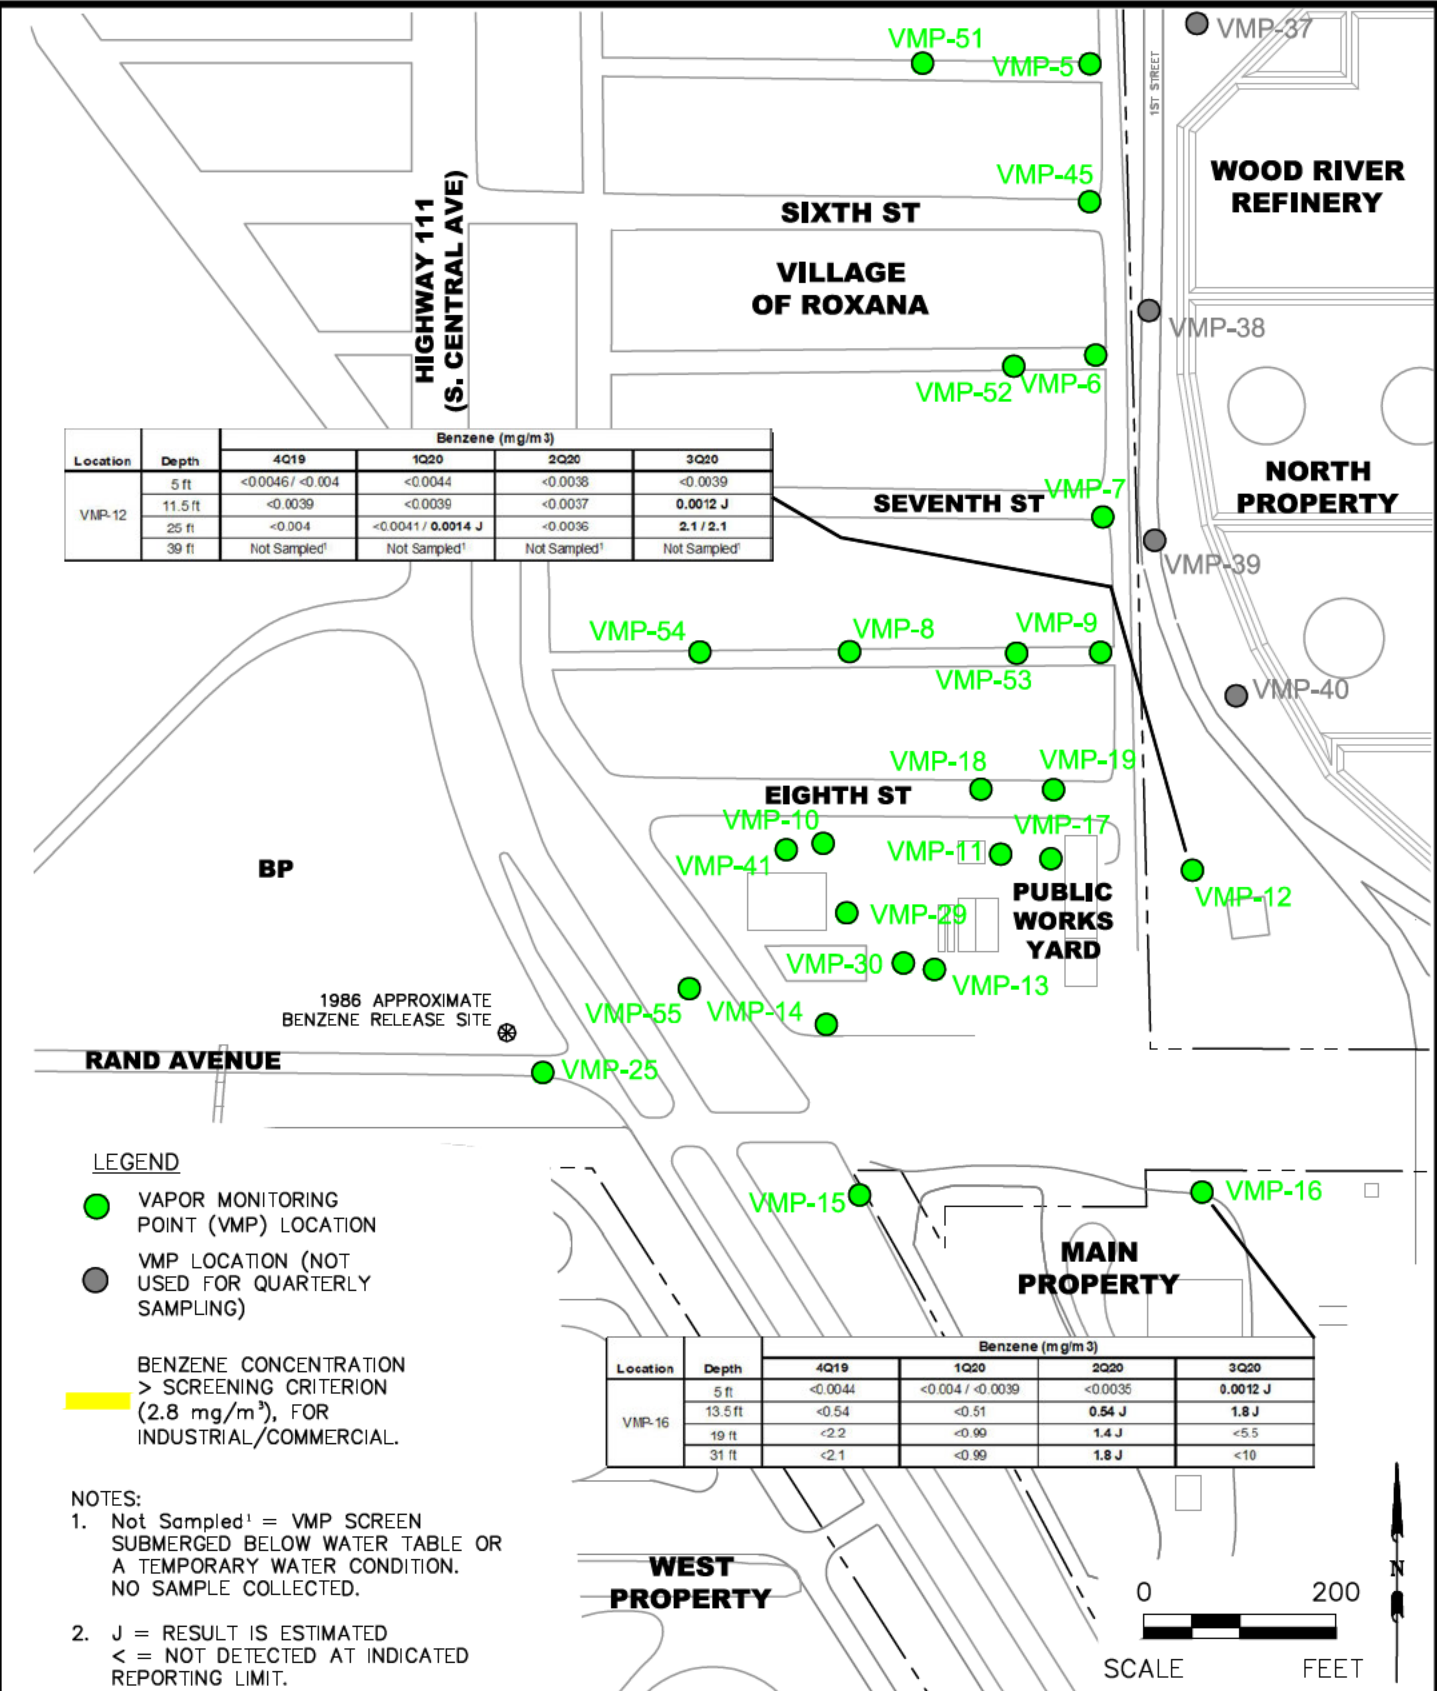 VMP-37
VMP-51
VMP-5
1ST STREET
WOOD RIVER
REFINERY
VMP-45
SIXTH ST
HIGHWAY 111
(S. CENTRAL AVE)
VILLAGE
OF ROXANA
VMP-38
VMP-52
VMP-6
Benzene (mg/m3)
Location Depth 4Q19 1Q20 2Q20 3Q20
VMP-12
5 ft <0.0046 / <0.004 <0.0044 <0.0038 <0.0039
11.5 ft <0.0039 <0.0039 <0.0037 0.0012 J
25 ft <0.004 <0.0041 / 0.0014 J <0.0036 2.1 / 2.1
39 ft Not Sampled¹ Not Sampled¹ Not Sampled¹ Not Sampled¹
NORTH
PROPERTY
SEVENTH ST
VMP-7
VMP-39
VMP-54
VMP-8
VMP-9
VMP-53
VMP-40
VMP-18
VMP-19
EIGHTH ST
VMP-10
VMP-17
VMP-41
VMP-11
BP
PUBLIC
WORKS
YARD
VMP-12
VMP-29
VMP-30
VMP-13
1986 APPROXIMATE
BENZENE RELEASE SITE
VMP-55
VMP-14
RAND AVENUE
VMP-25
LEGEND
VAPOR MONITORING
POINT (VMP) LOCATION
VMP LOCATION (NOT
USED FOR QUARTERLY
SAMPLING)
BENZENE CONCENTRATION
> SCREENING CRITERION
(2.8 mg/m³), FOR
INDUSTRIAL/COMMERCIAL.
VMP-15
VMP-16
MAIN
PROPERTY
Benzene (mg/m3)
Location Depth 4Q19 1Q20 2Q20 3Q20
VMP-16
5 ft <0.0044 <0.004 / <0.0039 <0.0035 0.0012 J
13.5 ft <0.54 <0.51 0.54 J 1.8 J
19 ft <2.2 <0.99 1.4 J <5.5
31 ft <2.1 <0.99 1.8 J <10
NOTES:
1. Not Sampled¹ = VMP SCREEN
SUBMERGED BELOW WATER TABLE OR
A TEMPORARY WATER CONDITION.
NO SAMPLE COLLECTED.
2. J = RESULT IS ESTIMATED
< = NOT DETECTED AT INDICATED
REPORTING LIMIT.
WEST
PROPERTY
N
0 200
SCALE FEET